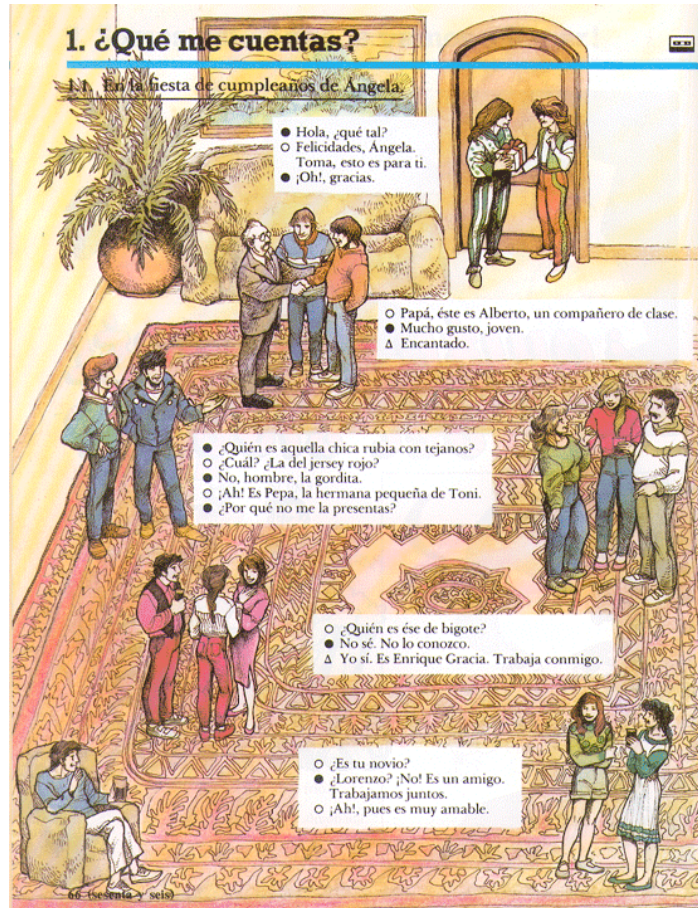 1. ¿Qué me cuentas?
1.1. En la fiesta de cumpleaños de Ángela.
● Hola, ¿qué tal?
○ Felicidades, Ángela.
Toma, esto es para ti.
● ¡Oh!, gracias.
○ Papá, éste es Alberto, un compañero de clase.
● Mucho gusto, joven.
Δ Encantado.
● ¿Quién es aquella chica rubia con tejanos?
○ ¿Cuál? ¿La del jersey rojo?
● No, hombre, la gordita.
○ ¡Ah! Es Pepa, la hermana pequeña de Toni.
● ¿Por qué no me la presentas?
○ ¿Quién es ése de bigote?
● No sé. No lo conozco.
Δ Yo sí. Es Enrique Gracia. Trabaja conmigo.
○ ¿Es tu novio?
● ¿Lorenzo? ¡No! Es un amigo.
Trabajamos juntos.
○ ¡Ah!, pues es muy amable.
66 (sesenta y seis)